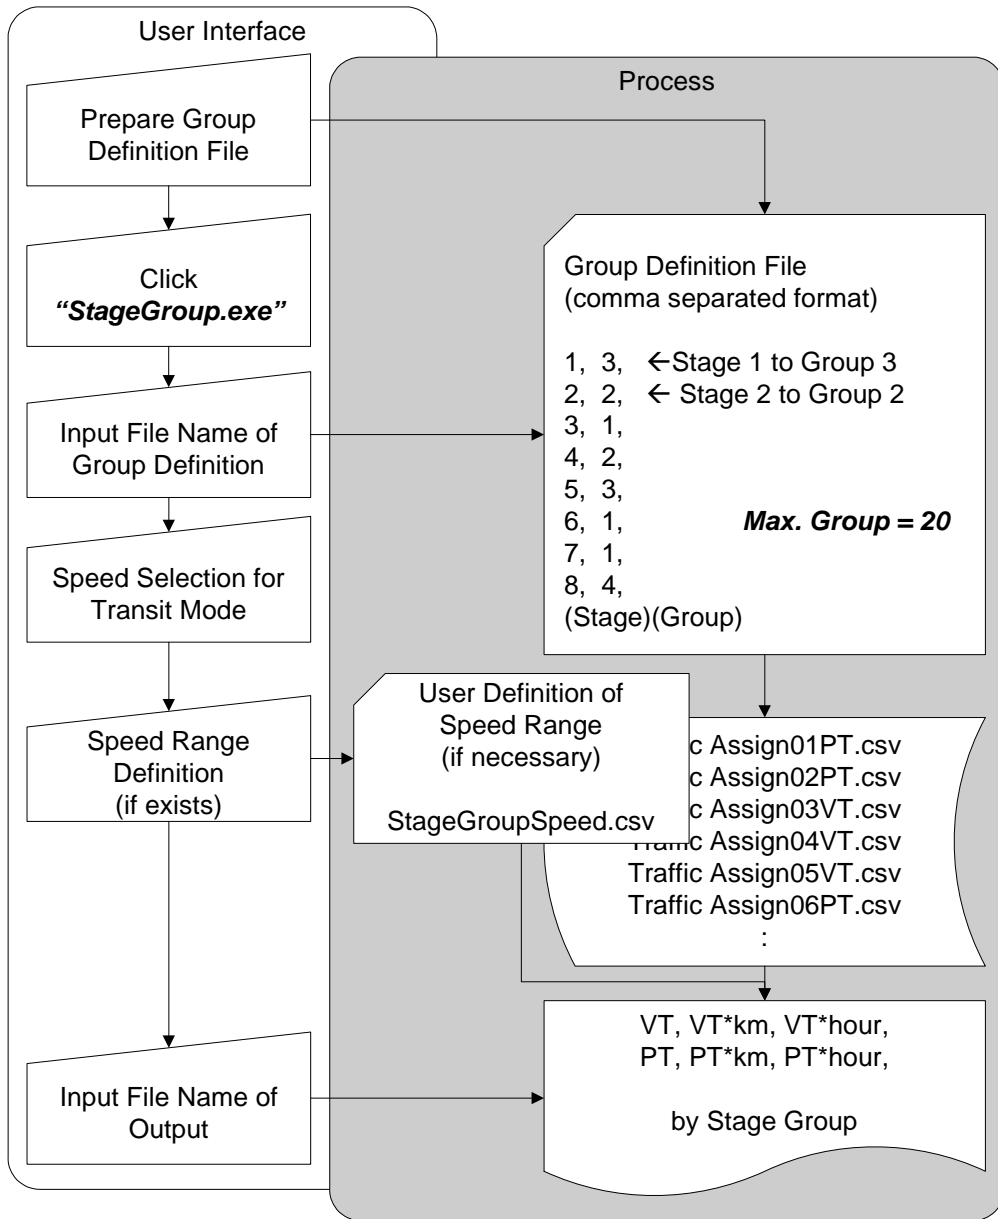 User Interface
Prepare Group
Definition File
Click
“StageGroup.exe”
Input File Name of
Group Definition
Speed Selection for
Transit Mode
Speed Range
Definition
(if exists)
Input File Name of
Output
Process
Group Definition File
(comma separated format)
1, 3, ←Stage 1 to Group 3
2, 2, ← Stage 2 to Group 2
3, 1,
4, 2,
5, 3,
6, 1,
7, 1,
8, 4,
(Stage)(Group)
Max. Group = 20
User Definition of
Speed Range
(if necessary)
StageGroupSpeed.csv
c Assign01PT.csv
c Assign02PT.csv
c Assign03VT.csv
Traffic Assign04VT.csv
Traffic Assign05VT.csv
Traffic Assign06PT.csv
:
VT, VT*km, VT*hour,
PT, PT*km, PT*hour,
by Stage Group